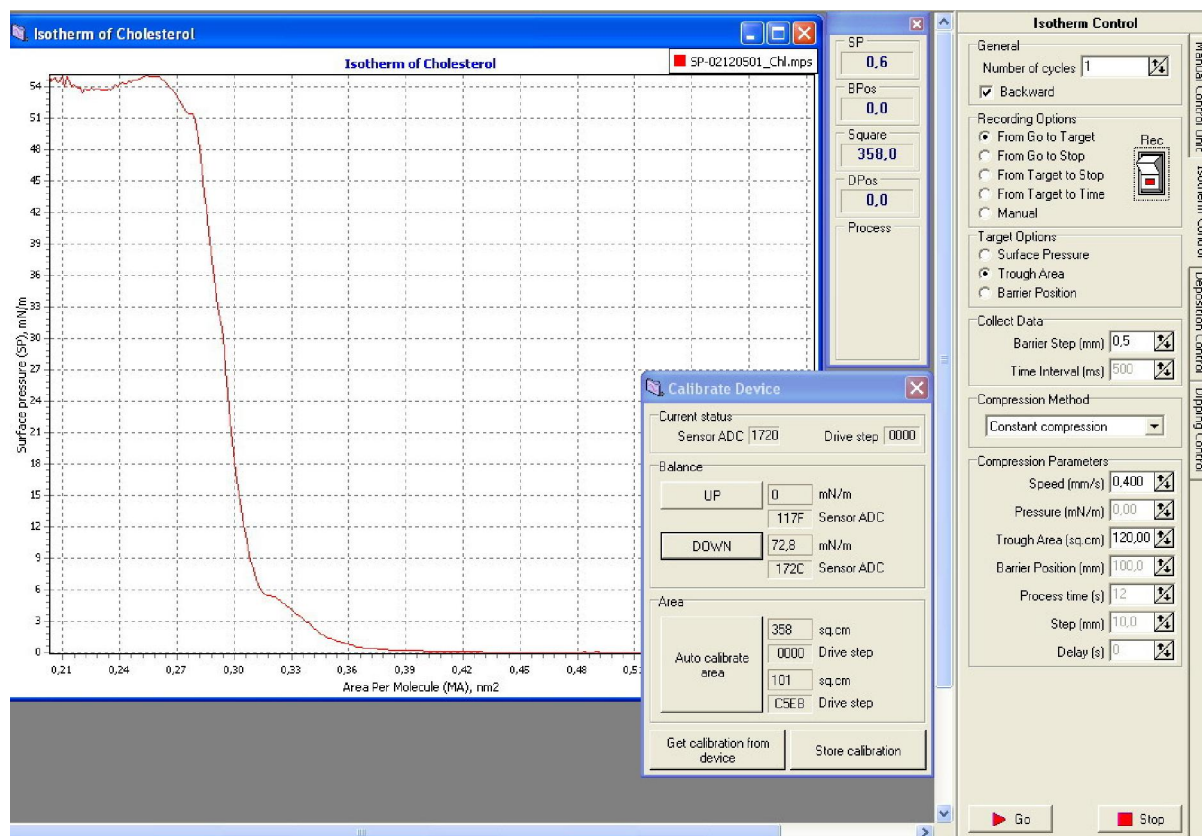 Isotherm of Cholesterol
Isotherm of Cholesterol
SP-02120501_Chl.mps
Surface pressure (SP), mN/m
54
51
48
45
42
39
36
33
30
27
24
21
18
15
12
9
6
3
0
0,21 0,24 0,27 0,30 0,33 0,36 0,39 0,42 0,45 0,48
Area Per Molecule (MA), nm2
SP
0,6
BPos
0,0
Square
358,0
DPos
0,0
Process
Calibrate Device
Current status
Sensor ADC 1720 Drive step 0000
Balance
UP 0 mN/m
117F Sensor ADC
DOWN 72,8 mN/m
172C Sensor ADC
Area
Auto calibrate area
358 sq.cm
0000 Drive step
101 sq.cm
C5EB Drive step
Get calibration from device
Store calibration
Isotherm Control
General
Number of cycles 1
Backward
Recording Options
From Go to Target
From Go to Stop
From Target to Stop
From Target to Time
Manual
Rec
Target Options
Surface Pressure
Trough Area
Barrier Position
Collect Data
Barrier Step (mm) 0,5
Time Interval (ms) 500
Compression Method
Constant compression
Compression Parameters
Speed (mm/s) 0,400
Pressure (mN/m) 0,00
Trough Area (sq.cm) 120,00
Barrier Position (mm) 100,0
Process time (s) 12
Step (mm) 10,0
Delay (s) 0
Go
Stop
Manual Control Unit
Isotherm Control
Deposition Control
Dipping Control